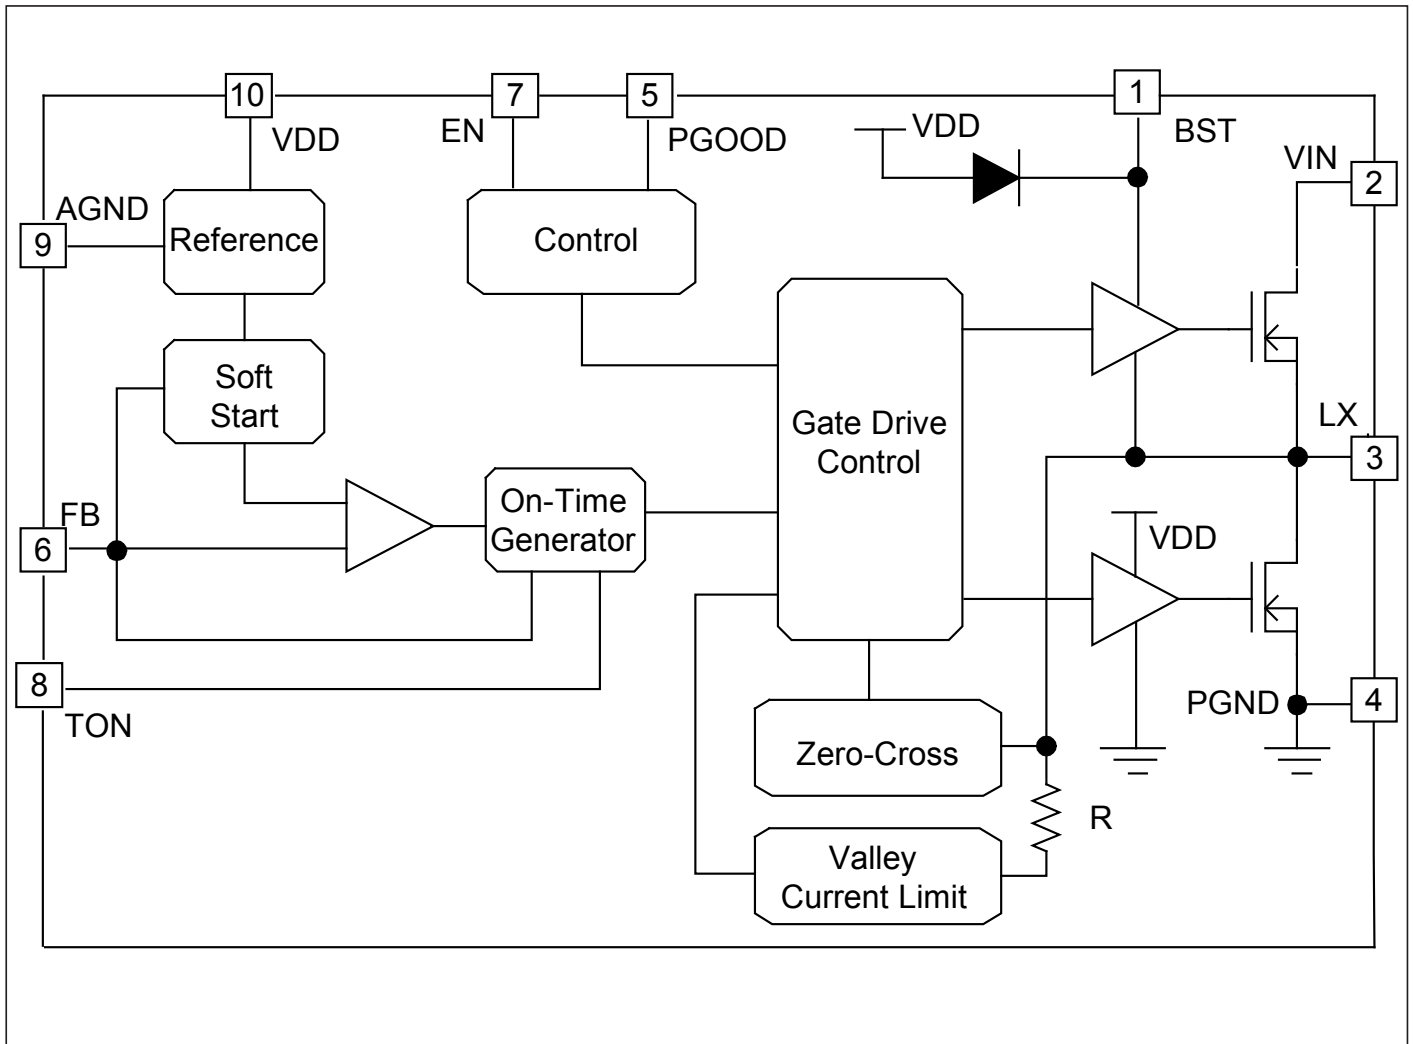 10
7
5
1
VDD
EN
PGOOD
VDD
BST
VIN
2
AGND
9
Reference
Control
Soft
Start
Gate Drive
Control
LX
3
FB
6
On-Time
Generator
VDD
8
TON
PGND
4
Zero-Cross
R
Valley
Current Limit